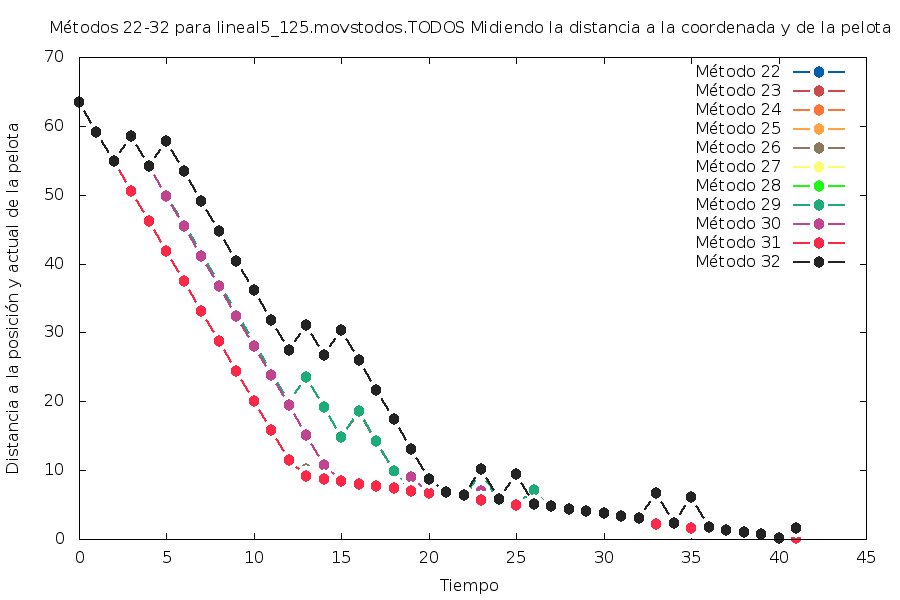 Métodos 22-32 para lineal5_125.movstodos.TODOS Midiendo la distancia a la coordenada y de la pelota
70
60
50
40
30
20
10
0
Distancia a la posición y actual de la pelota
Método 22
Método 23
Método 24
Método 25
Método 26
Método 27
Método 28
Método 29
Método 30
Método 31
Método 32
0 5 10 15 20 25 30 35 40 45
Tiempo